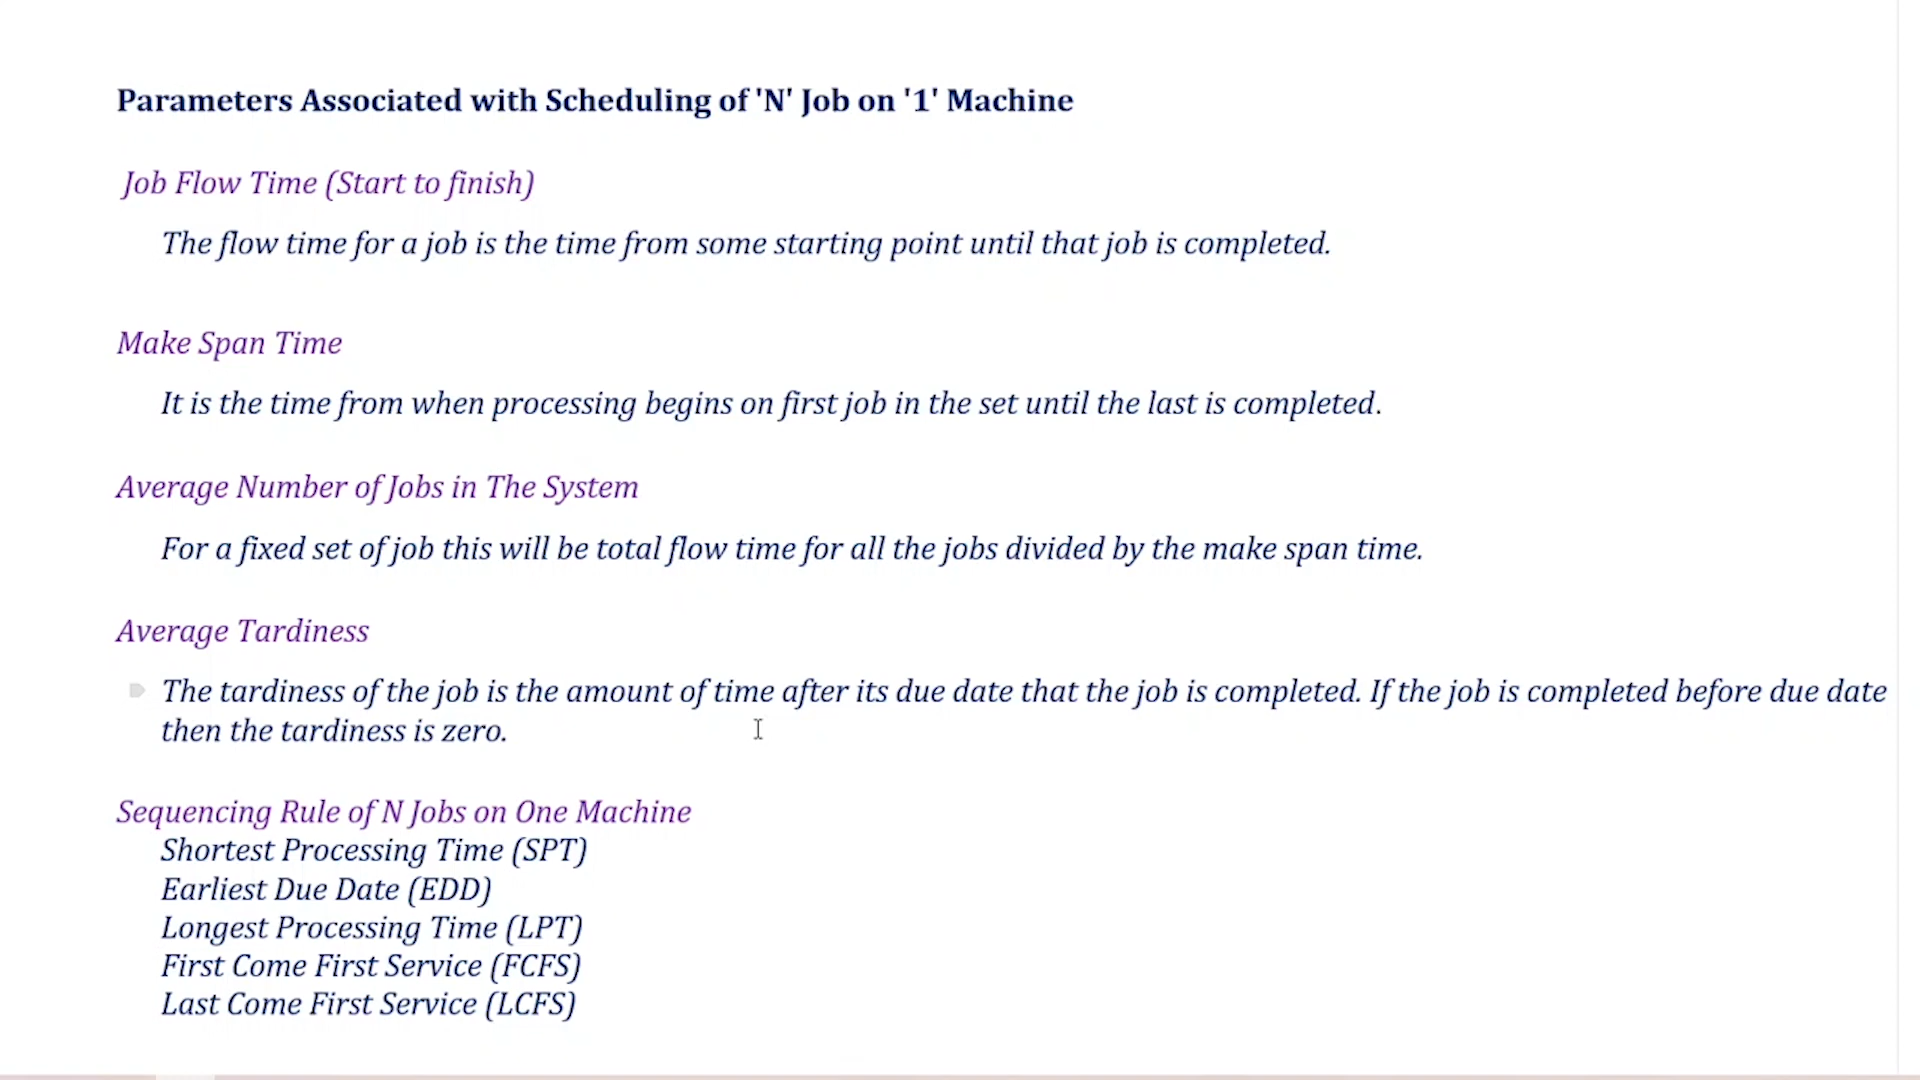 Parameters Associated with Scheduling of 'N' Job on '1' Machine
Job Flow Time (Start to finish)
The flow time for a job is the time from some starting point until that job is completed.
Make Span Time
It is the time from when processing begins on first job in the set until the last is completed.
Average Number of Jobs in The System
For a fixed set of job this will be total flow time for all the jobs divided by the make span time.
Average Tardiness
The tardiness of the job is the amount of time after its due date that the job is completed. If the job is completed before due date
then the tardiness is zero.
Sequencing Rule of N Jobs on One Machine
Shortest Processing Time (SPT)
Earliest Due Date (EDD)
Longest Processing Time (LPT)
First Come First Service (FCFS)
Last Come First Service (LCFS)